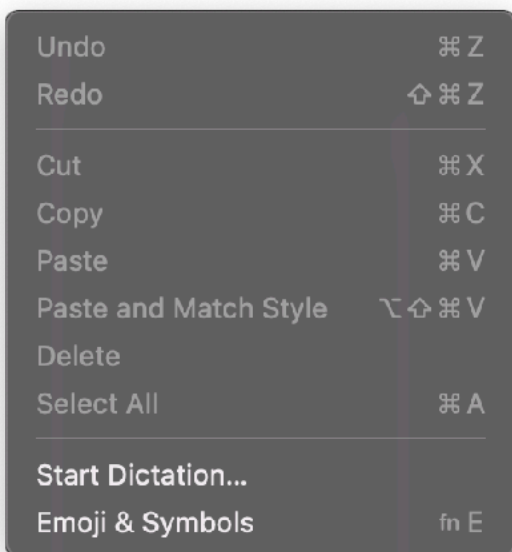 Undo ⌘ Z
Redo ⇧ ⌘ Z
Cut ⌘ X
Copy ⌘ C
Paste ⌘ V
Paste and Match Style ⌥ ⇧ ⌘ V
Delete
Select All ⌘ A
Start Dictation...
Emoji & Symbols fn E